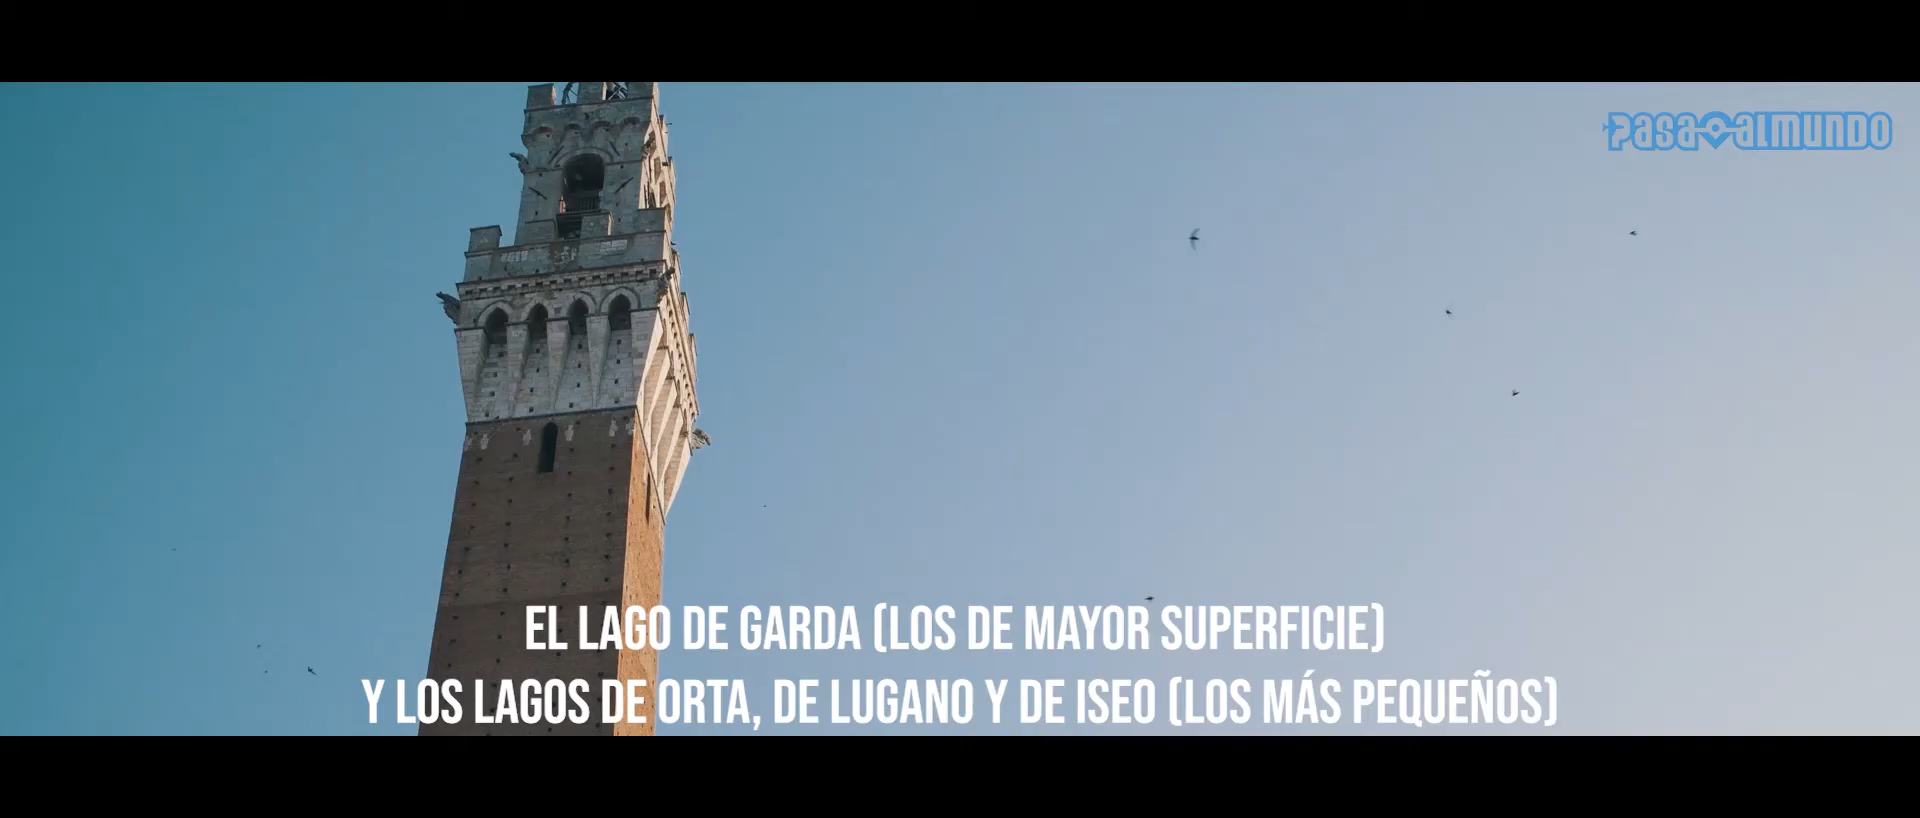 PASAALMUNDO
EL LAGO DE GARDA (LOS DE MAYOR SUPERFICIE)
Y LOS LAGOS DE ORTA, DE LUGANO Y DE ISEO (LOS MÁS PEQUEÑOS)